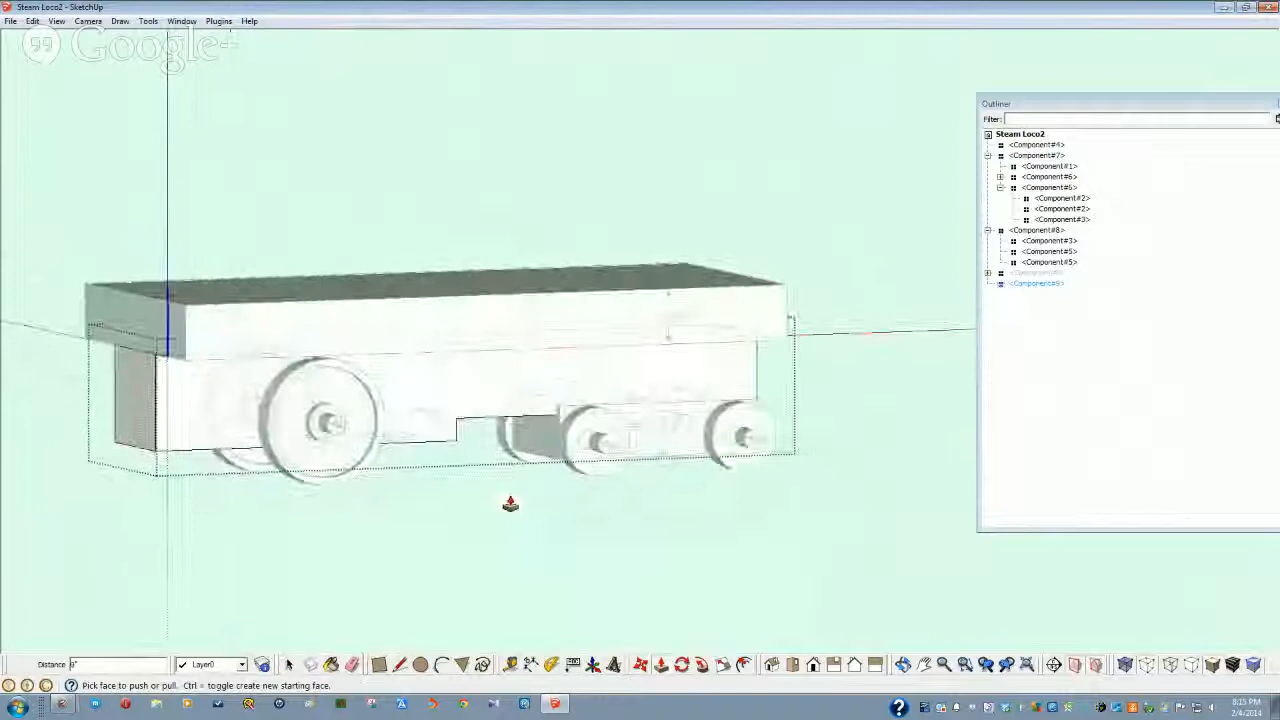 Steam Loco2 - SketchUp
File Edit View Camera Draw Tools Window Plugins Help
Google+
Outliner
Filter:
Steam Loco2
<Component#4>
<Component#7>
<Component#1>
<Component#6>
<Component#6>
<Component#2>
<Component#2>
<Component#3>
<Component#8>
<Component#3>
<Component#5>
<Component#5>
<Component#9>
Distance
Layer0
Pick face to push or pull. Ctrl = toggle create new starting face.
8:15 PM
2/4/2014